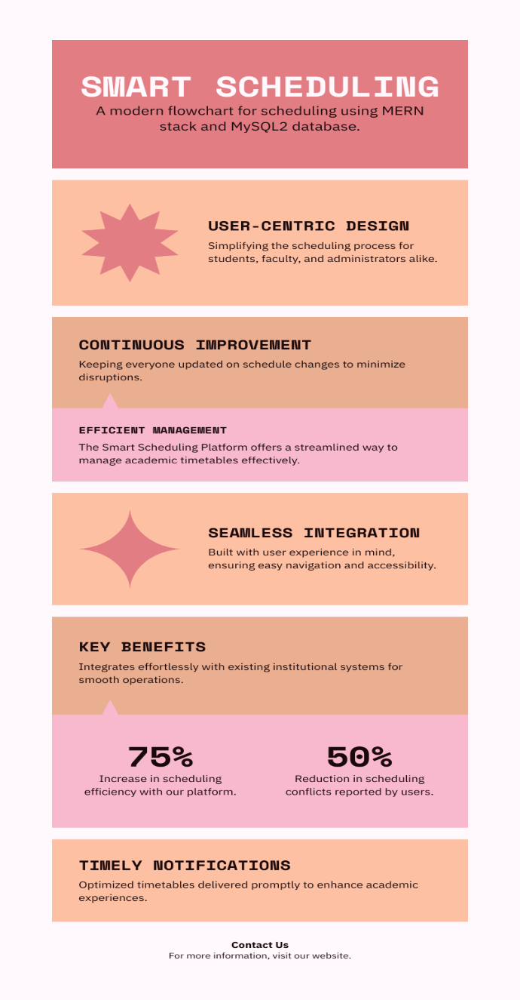 SMART SCHEDULING
A modern flowchart for scheduling using MERN
stack and MySQL2 database.
USER-CENTRIC DESIGN
Simplifying the scheduling process for
students, faculty, and administrators alike.
CONTINUOUS IMPROVEMENT
Keeping everyone updated on schedule changes to minimize
disruptions.
EFFICIENT MANAGEMENT
The Smart Scheduling Platform offers a streamlined way to
manage academic timetables effectively.
SEAMLESS INTEGRATION
Built with user experience in mind,
ensuring easy navigation and accessibility.
KEY BENEFITS
Integrates effortlessly with existing institutional systems for
smooth operations.
75%
Increase in scheduling
efficiency with our platform.
50%
Reduction in scheduling
conflicts reported by users.
TIMELY NOTIFICATIONS
Optimized timetables delivered promptly to enhance academic
experiences.
Contact Us
For more information, visit our website.